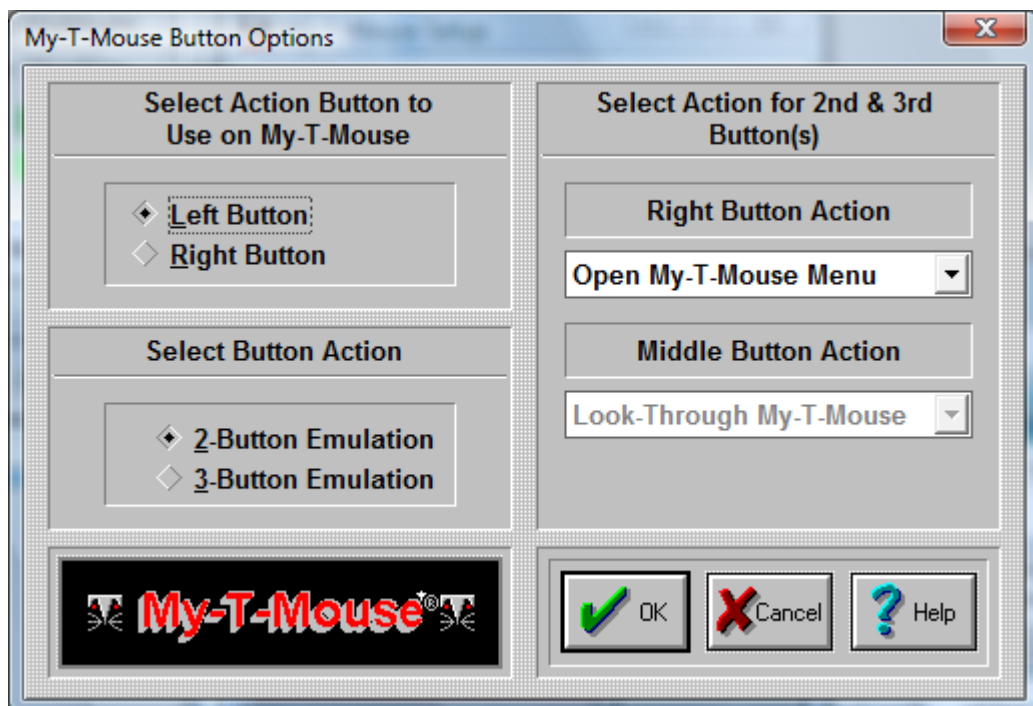 My-T-Mouse Button Options
Select Action Button to
Use on My-T-Mouse
Left Button
Right Button
Select Button Action
2-Button Emulation
3-Button Emulation
My-T-Mouse®
Select Action for 2nd & 3rd
Button(s)
Right Button Action
Open My-T-Mouse Menu
Middle Button Action
Look-Through My-T-Mouse
OK
Cancel
Help